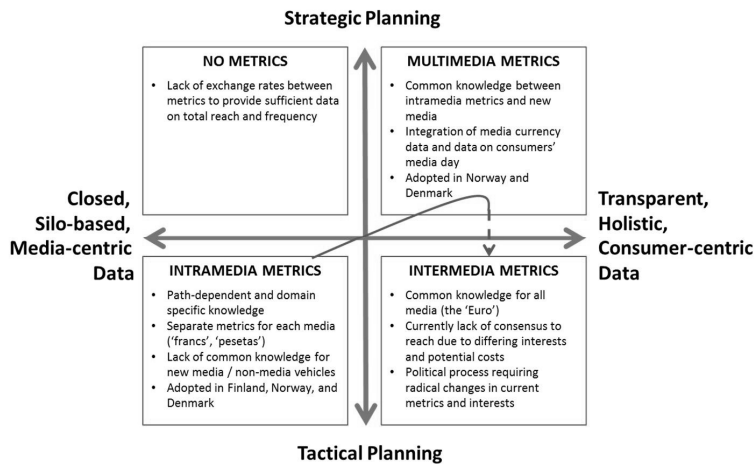 Strategic Planning
NO METRICS
• Lack of exchange rates between
metrics to provide sufficient data
on total reach and frequency
MULTIMEDIA METRICS
• Common knowledge between
intramedia metrics and new
media
• Integration of media currency
data and data on consumers'
media day
• Adopted in Norway and
Denmark
Closed,
Silo-based,
Media-centric
Data
Transparent,
Holistic,
Consumer-centric
Data
INTRAMEDIA METRICS
• Path-dependent and domain
specific knowledge
• Separate metrics for each media
('francs', 'pesetas')
• Lack of common knowledge for
new media / non-media vehicles
• Adopted in Finland, Norway, and
Denmark
INTERMEDIA METRICS
• Common knowledge for all
media (the 'Euro')
• Currently lack of consensus to
reach due to differing interests
and potential costs
• Political process requiring
radical changes in current
metrics and interests
Tactical Planning